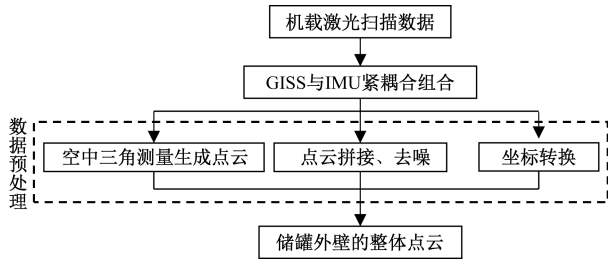 机载激光扫描数据
GISS与IMU紧耦合组合
数据预处理
空中三角测量生成点云
点云拼接、去噪
坐标转换
储罐外壁的整体点云